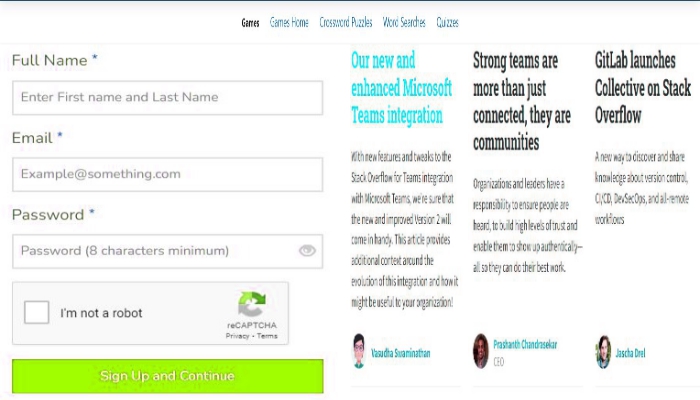 Games Games Home Crossword Puzzles Word Searches Quizzes
Full Name *
Enter First name and Last Name
Email *
Example@something.com
Password *
Password (8 characters minimum)
I'm not a robot
reCAPTCHA
Privacy - Terms
Sign Up and Continue
Our new and
enhanced Microsoft
Teams integration
With new features and tweaks to the
Stack Overflow for Teams integration
with Microsoft Teams, we're sure that
the new and improved Version 2 will
come in handy. This article provides
additional context around the
evolution of this integration and how it
might be useful to your organization!
Vasudha Swaminathan
Strong teams are
more than just
connected, they are
communities
Organizations and leaders have a
responsibility to ensure people are
heard, to build high levels of trust and
enable them to show up authentically—
all so they can do their best work.
Prashanth Chandrasekar
CEO
GitLab launches
Collective on Stack
Overflow
A new way to discover and share
knowledge about version control,
CI/CD, DevSecOps, and all-remote
workflows
Jascha Drel